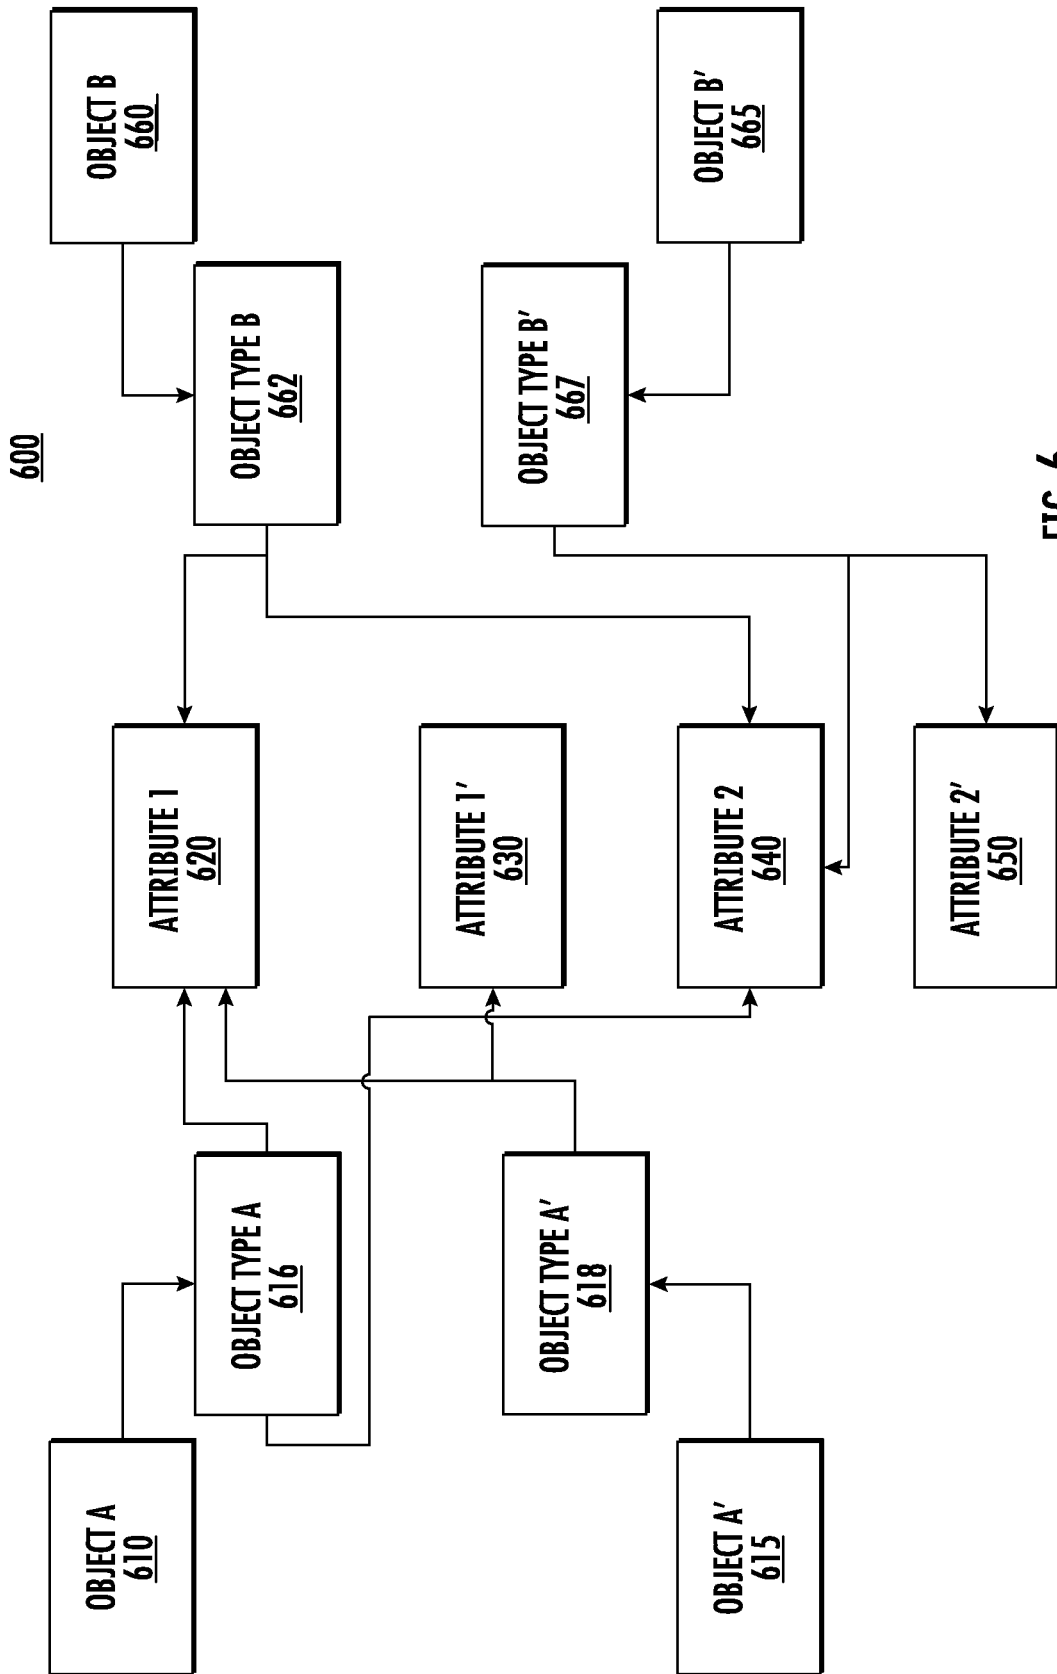 600
OBJECT A
610
OBJECT TYPE A
616
ATTRIBUTE 1
620
OBJECT TYPE B
662
OBJECT B
660
OBJECT TYPE A'
618
ATTRIBUTE 1'
630
OBJECT TYPE B'
667
OBJECT A'
615
ATTRIBUTE 2
640
OBJECT B'
665
ATTRIBUTE 2'
650